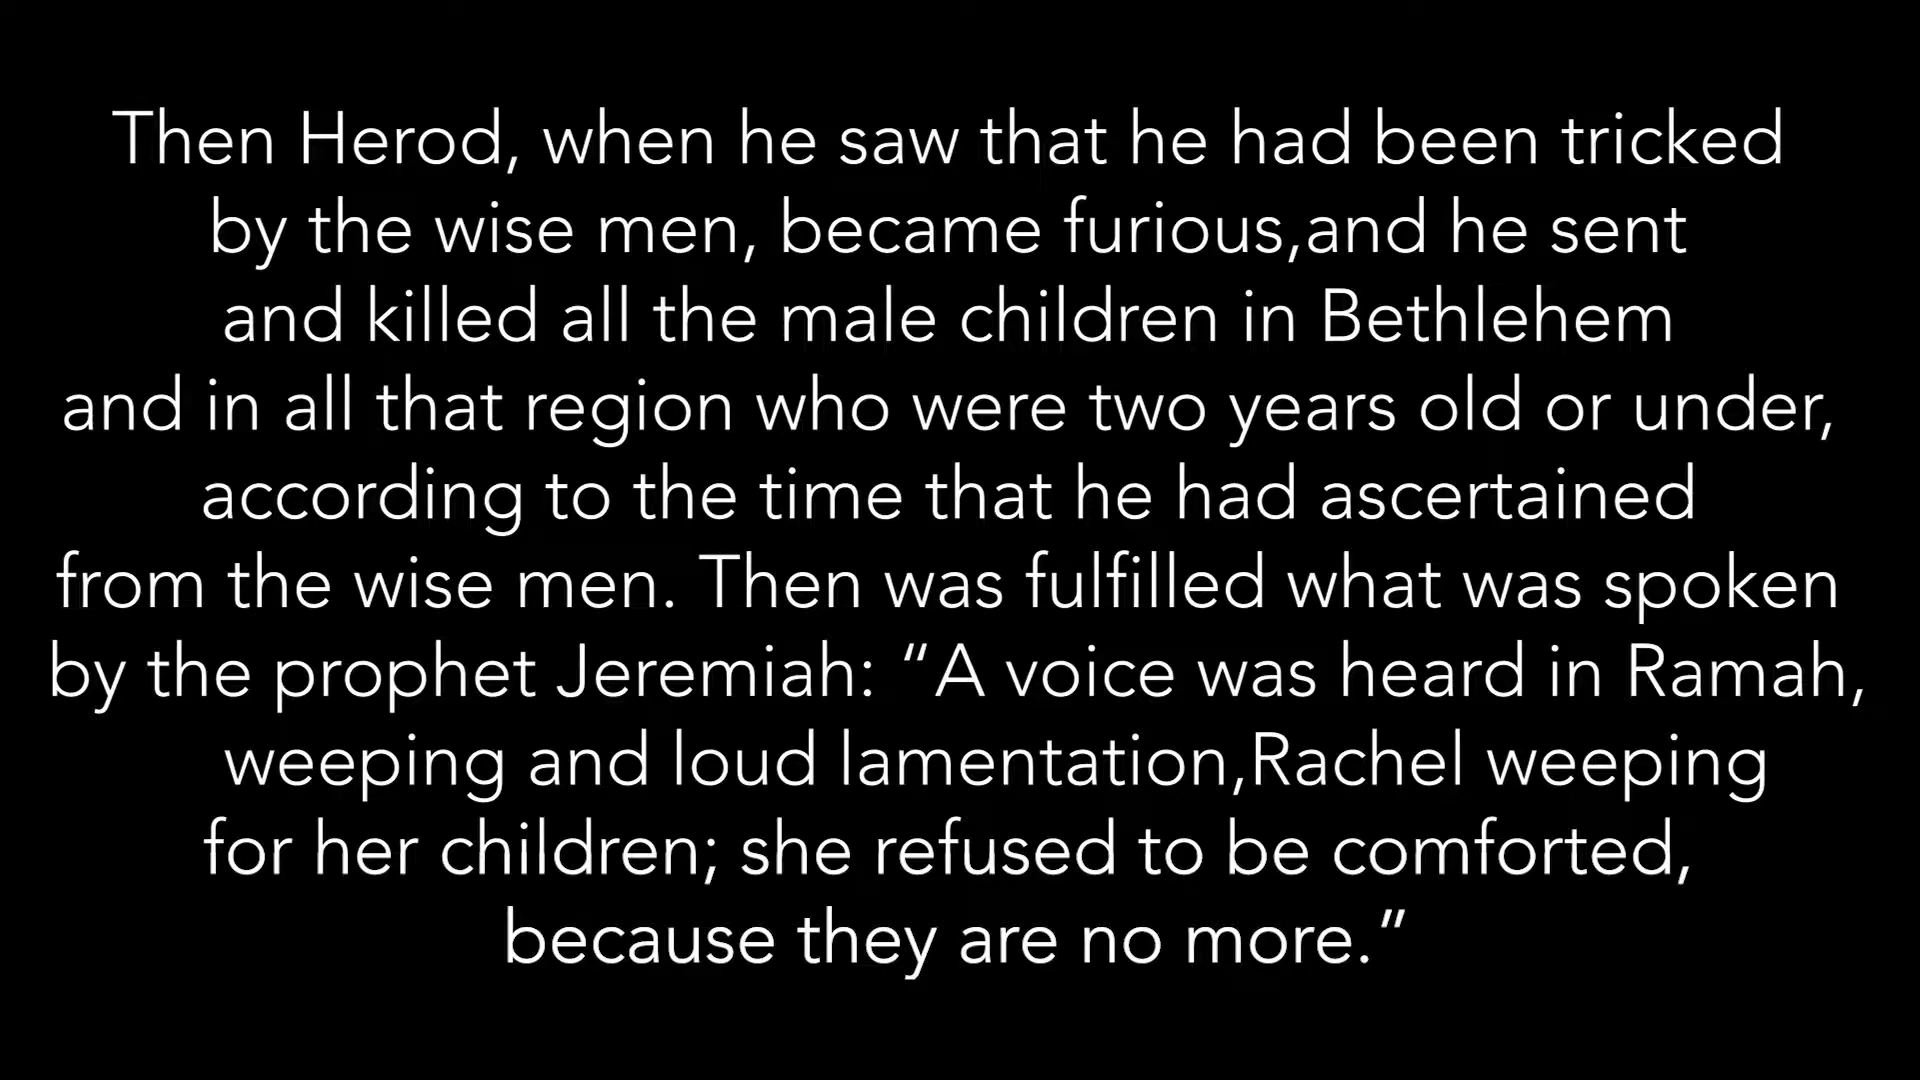 Then Herod, when he saw that he had been tricked
by the wise men, became furious,and he sent
and killed all the male children in Bethlehem
and in all that region who were two years old or under,
according to the time that he had ascertained
from the wise men. Then was fulfilled what was spoken
by the prophet Jeremiah: “A voice was heard in Ramah,
weeping and loud lamentation,Rachel weeping
for her children; she refused to be comforted,
because they are no more.”